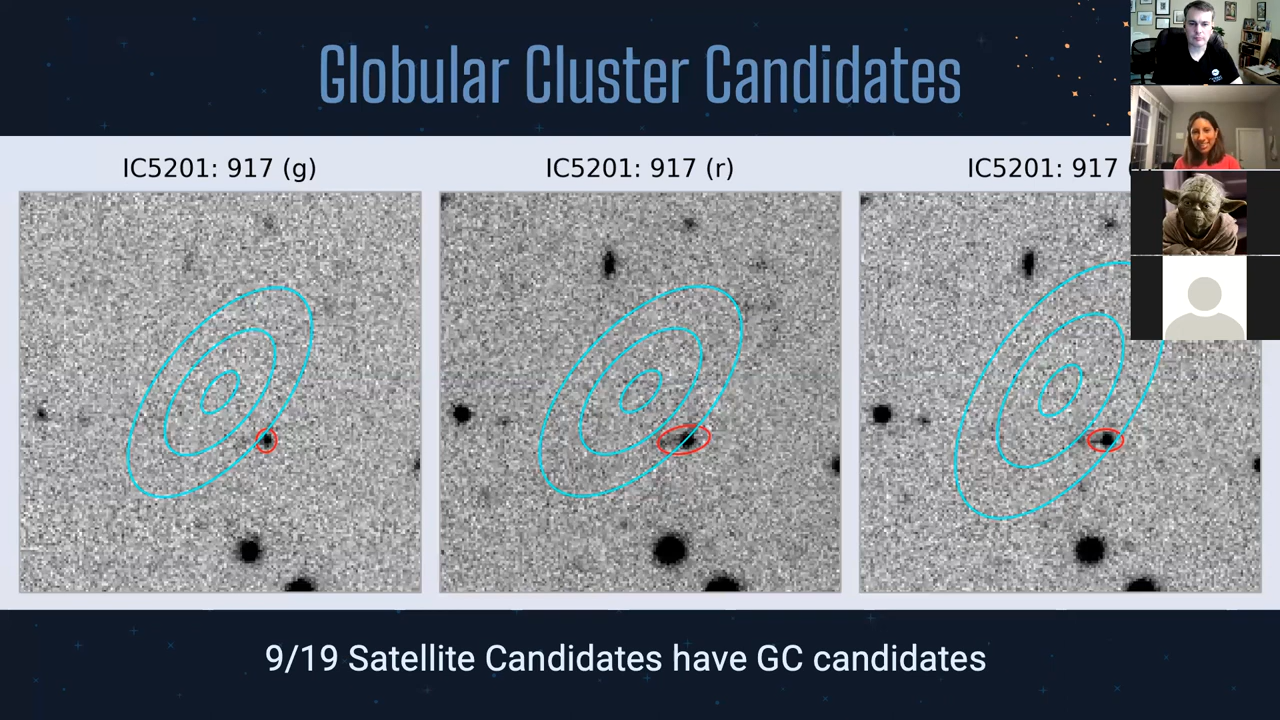 Globular Cluster Candidates
IC5201: 917 (g)
IC5201: 917 (r)
IC5201: 917 (
9/19 Satellite Candidates have GC candidates